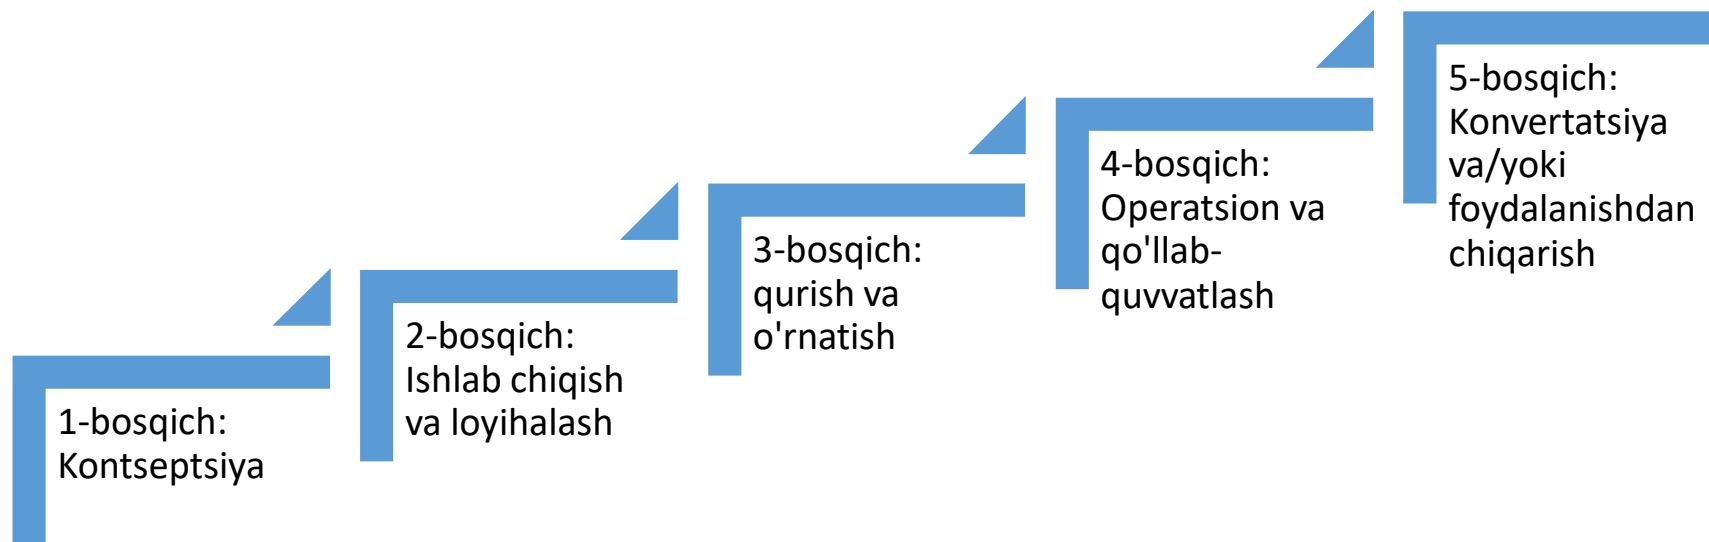 1-bosqich:
Kontseptsiya
2-bosqich:
Ishlab chiqish
va loyihalash
3-bosqich:
qurish va
o'rnatish
4-bosqich:
Operatsion va
qo'llab-
quvvatlash
5-bosqich:
Konvertatsiya
va/yoki
foydalanishdan
chiqarish